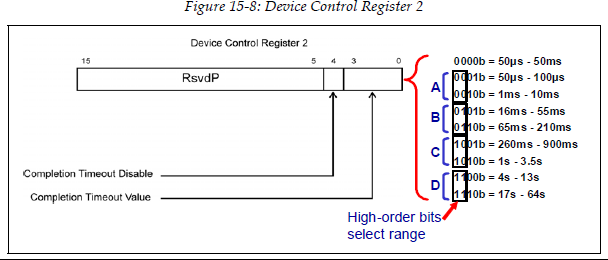 Figure 15-8: Device Control Register 2
Device Control Register 2
15 5 4 3 0
RsvdP
0000b = 50µs - 50ms
0001b = 50µs - 100µs
A
0010b = 1ms - 10ms
0101b = 16ms - 55ms
B
0110b = 65ms - 210ms
1001b = 260ms - 900ms
C
1010b = 1s - 3.5s
1100b = 4s - 13s
D
1110b = 17s - 64s
Completion Timeout Disable
Completion Timeout Value
High-order bits
select range